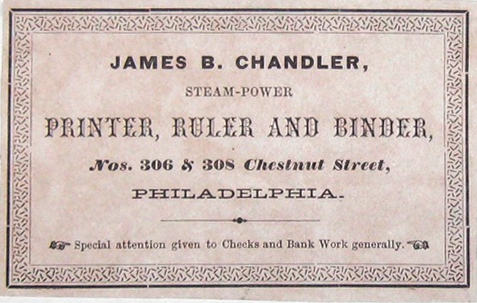 JAMES B. CHANDLER,
STEAM-POWER
PRINTER, RULER AND BINDER,
Nos. 306 & 308 Chestnut Street,
PHILADELPHIA.
Special attention given to Checks and Bank Work generally.